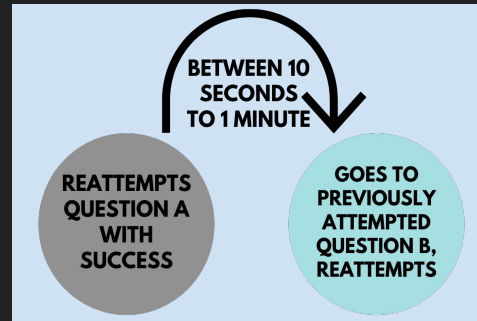 BETWEEN 10
SECONDS
TO 1 MINUTE
REATTEMPTS
QUESTION A
WITH
SUCCESS
GOES TO
PREVIOUSLY
ATTEMPTED
QUESTION B,
REATTEMPTS